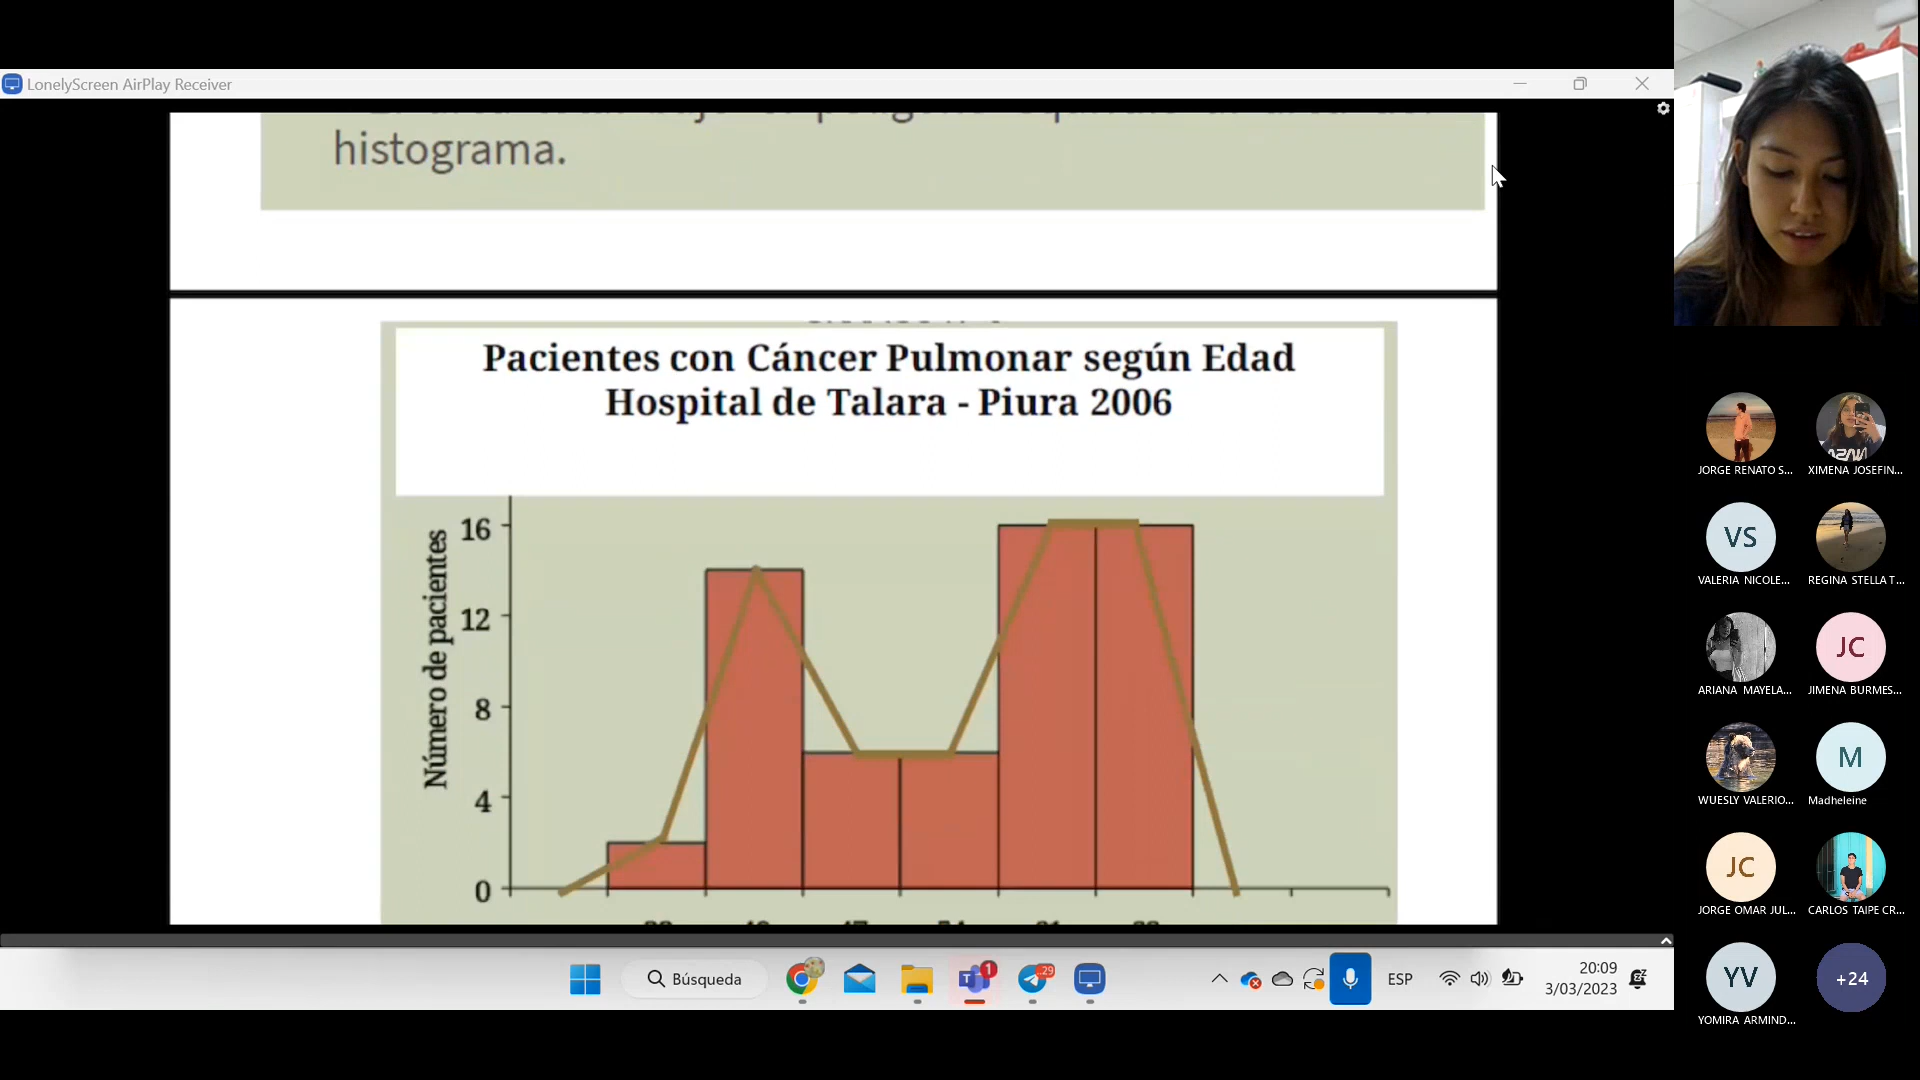 LonelyScreen AirPlay Receiver
histograma.
Pacientes con Cáncer Pulmonar según Edad
Hospital de Talara - Piura 2006
Número de pacientes
16
12
8
4
0
JORGE RENATO S...
XIMENA JOSEFIN...
VS
VALERIA NICOLE...
REGINA STELLA T...
ARIANA MAYELA...
JC
JIMENA BURMES...
WUESLY VALERIO...
M
Madheleine
JC
JORGE OMAR JUL...
CARLOS TAIPE CR...
YV
YOMIRA ARMIND...
+24
Búsqueda
1
29
ESP
20:09
3/03/2023